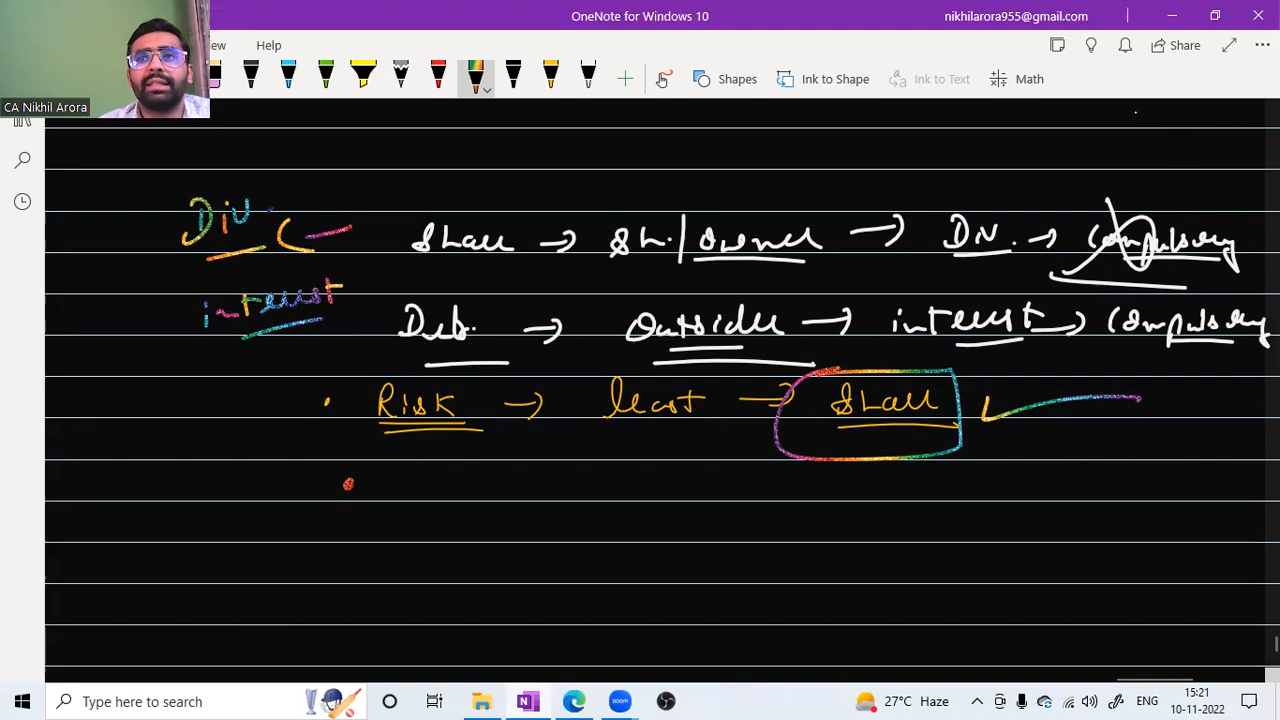 OneNote for Windows 10
nikhilarora955@gmail.com
View Help
Share
Shapes Ink to Shape Ink to Text Math
CA Nikhil Arora
Div
Share → Sh./Owner → Div. → Compulsory
interest
Deb. → Outsider → interest → Compulsory
Risk → least → Share
Type here to search
27°C Haze
ENG
15:21
10-11-2022